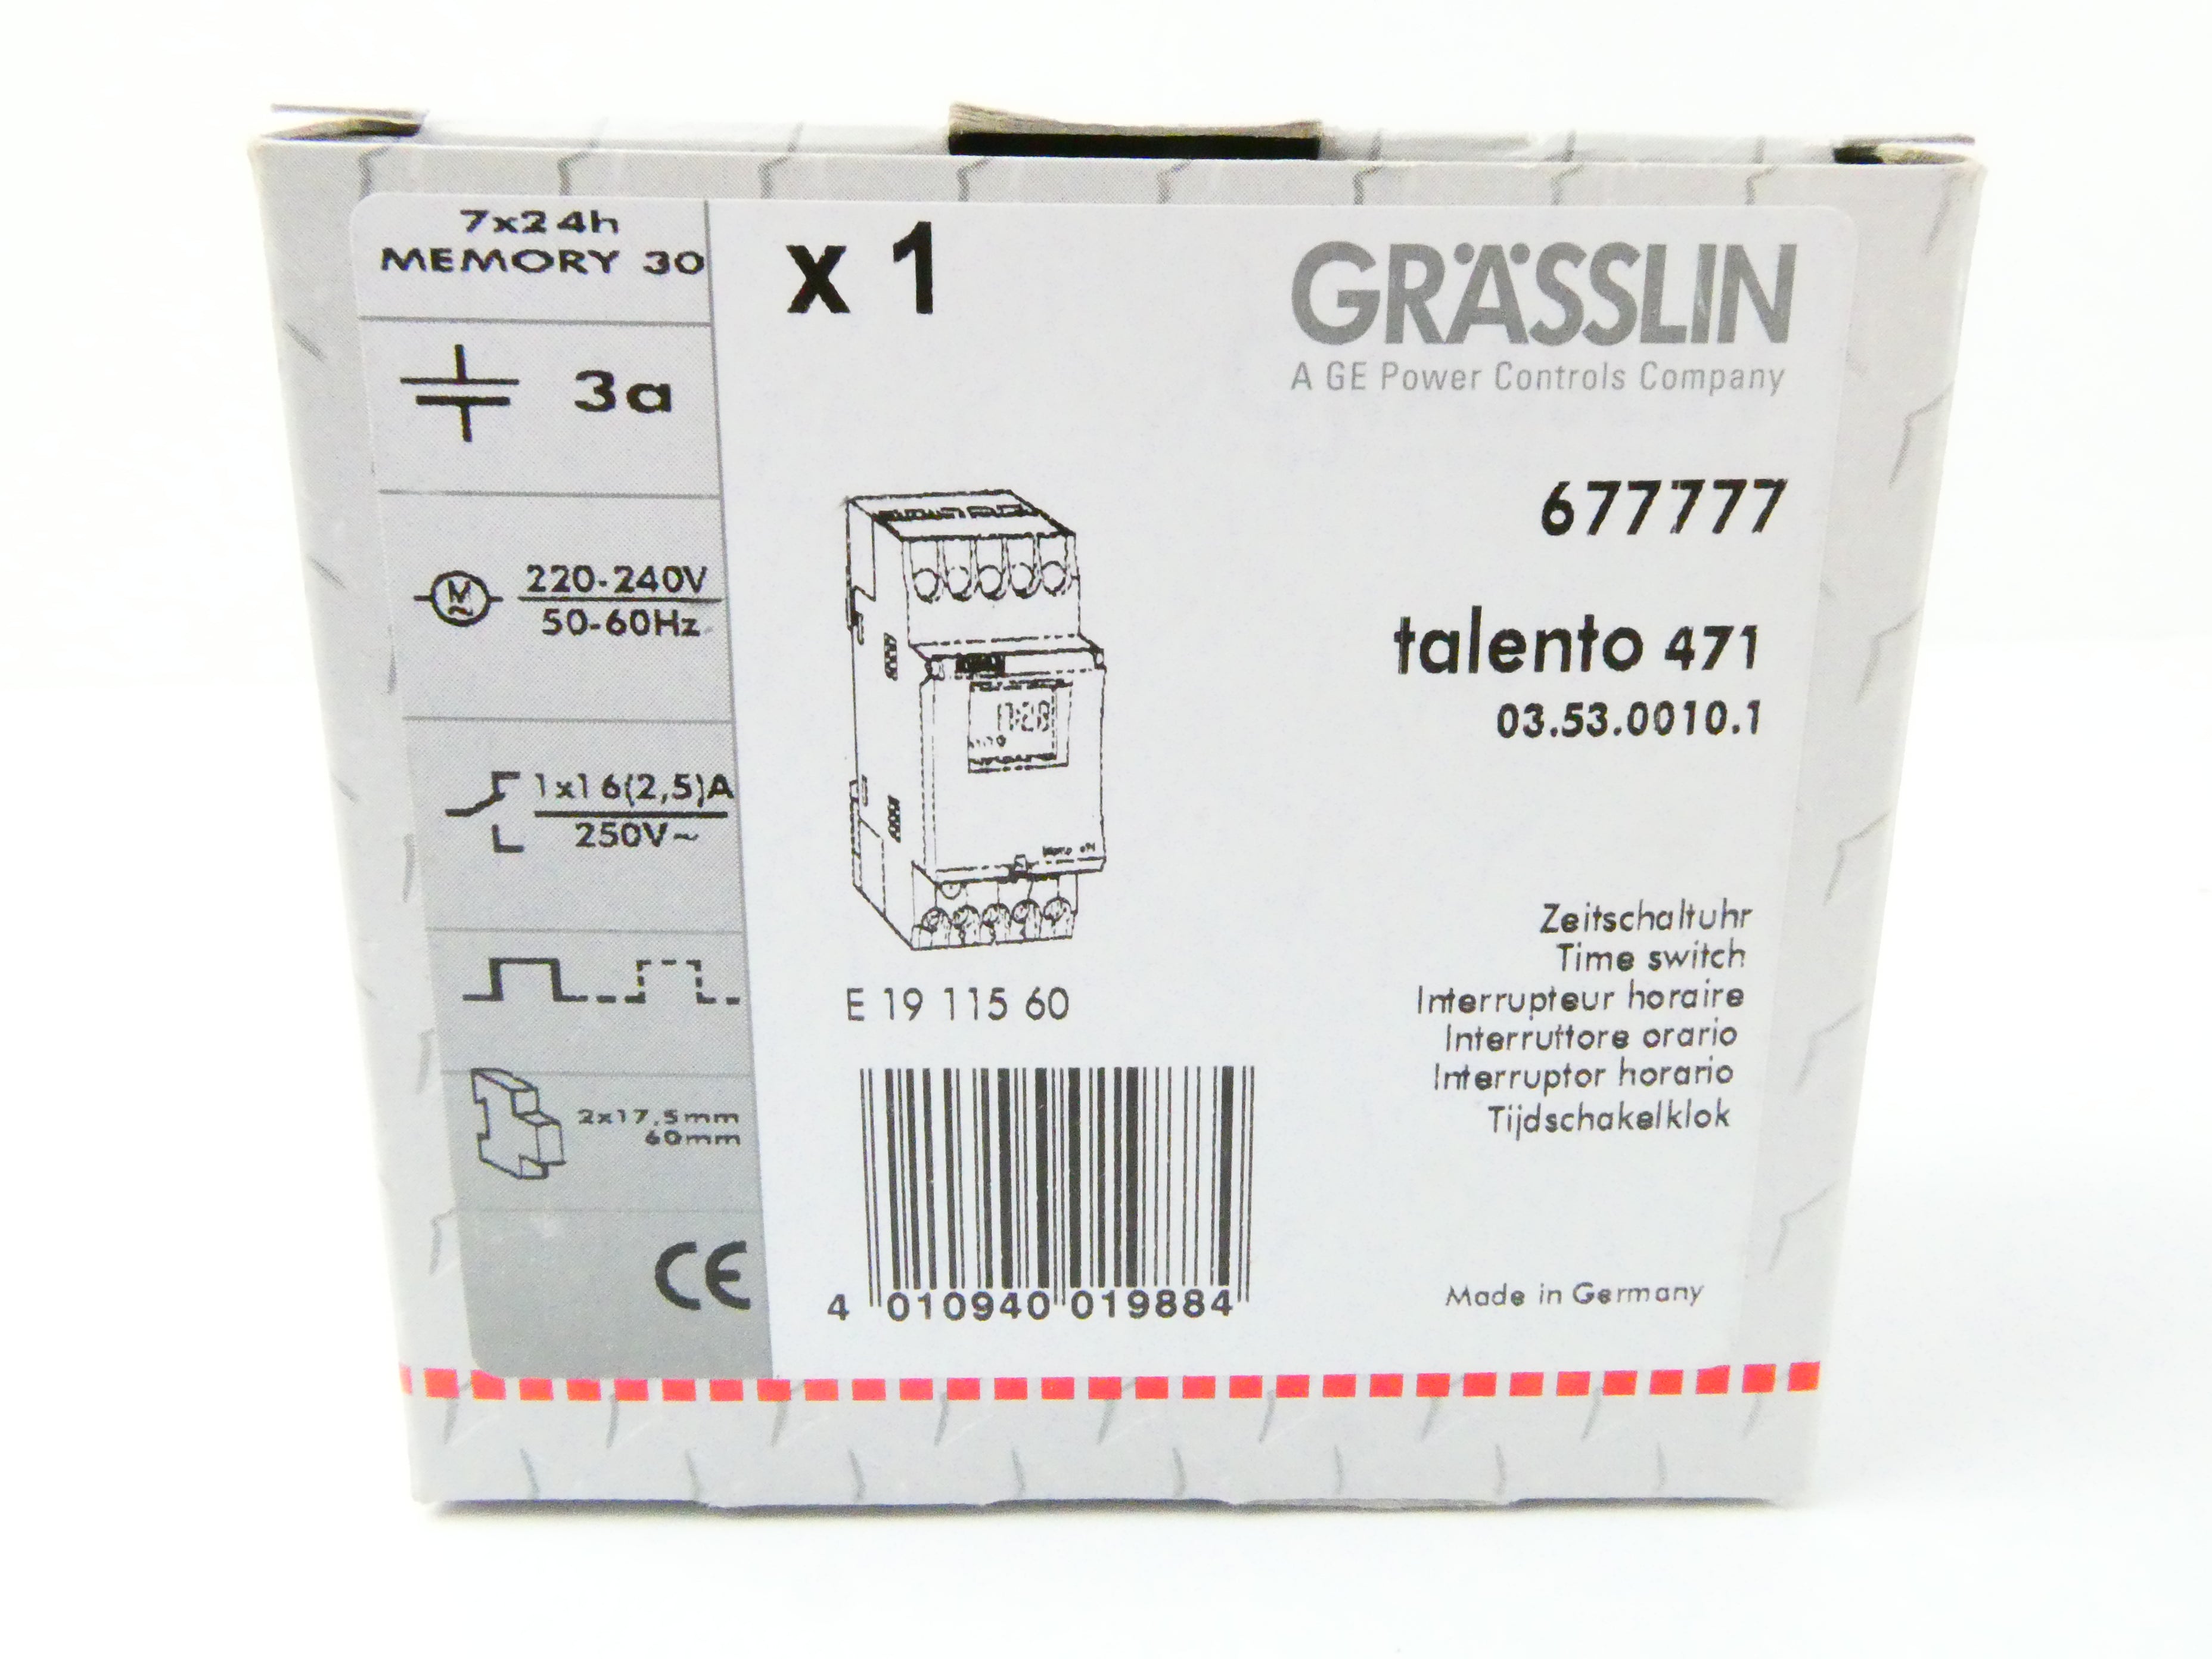 7x24h
MEMORY 30
3a
M
220-240V
50-60Hz
1x16(2,5)A
250V~
2x17,5mm
60mm
CE
x 1
GRÄSSLIN
A GE Power Controls Company
677777
talento 471
03.53.0010.1
17:28
E 19 115 60
Zeitschaltuhr
Time switch
Interrupteur horaire
Interruttore orario
Interruptor horario
Tijdschakelklok
4 010940 019884
Made in Germany